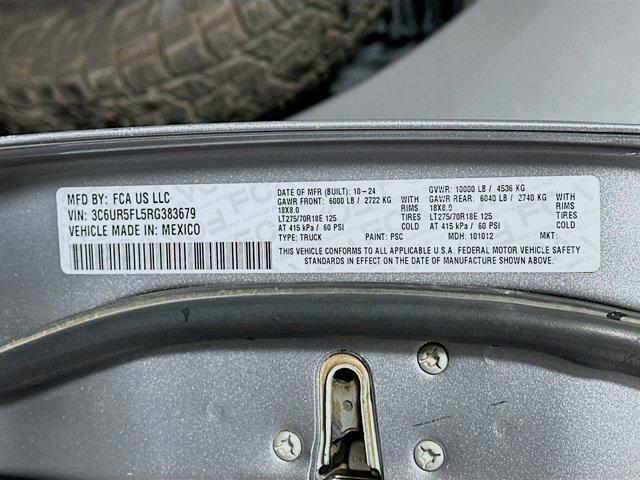 MFD BY: FCA US LLC
VIN: 3C6UR5FL5RG383679
VEHICLE MADE IN: MEXICO
DATE OF MFR (BUILT): 10-24
GAWR FRONT: 6000 LB / 2722 KG WITH
18X8.0 RIMS
LT275/70R18E 125 TIRES
AT 415 kPa / 60 PSI COLD
TYPE: TRUCK PAINT: PSC
GVWR: 10000 LB / 4536 KG
GAWR REAR: 6040 LB / 2740 KG WITH
18X8.0 RIMS
LT275/70R18E 125 TIRES
AT 415 kPa / 60 PSI COLD
MDH: 101012 MKT:
THIS VEHICLE CONFORMS TO ALL APPLICABLE U.S.A. FEDERAL MOTOR VEHICLE SAFETY
STANDARDS IN EFFECT ON THE DATE OF MANUFACTURE SHOWN ABOVE.